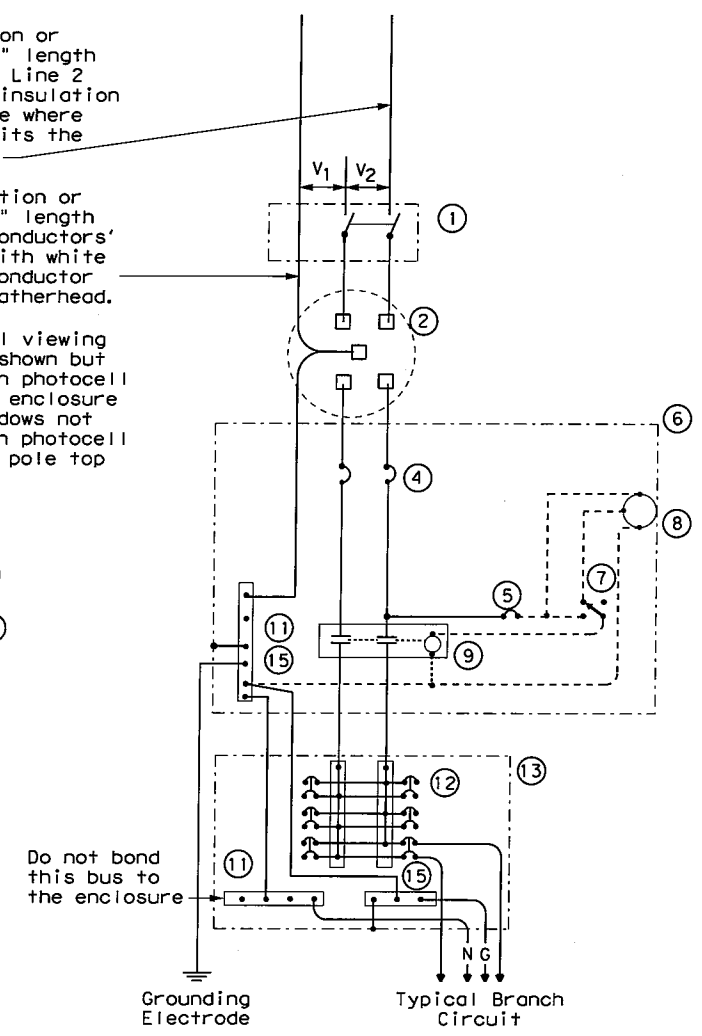 on or
" length
Line 2
insulation
e where
its the
tion or
" length
onductors'
ith white
onductor
atherhead.
l viewing
shown but
n photocell
enclosure
dows not
n photocell
pole top
V1
V2
1
2
6
4
8
7
5
11
9
15
13
12
Do not bond
this bus to
the enclosure
11
15
N G
Grounding
Electrode
Typical Branch
Circuit